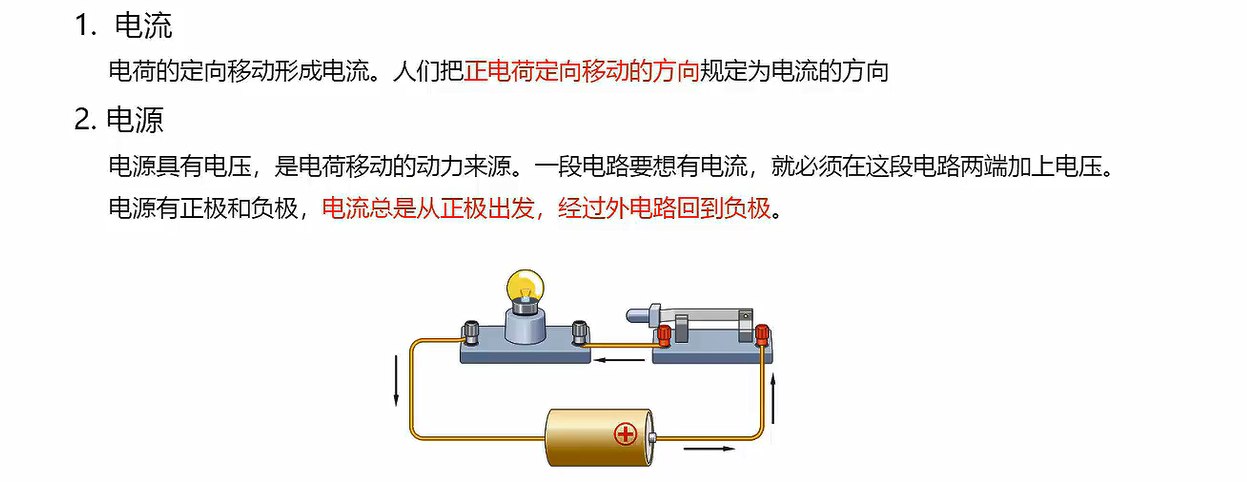 1. 电流
电荷的定向移动形成电流。人们把正电荷定向移动的方向规定为电流的方向
2. 电源
电源具有电压，是电荷移动的动力来源。一段电路要想有电流，就必须在这段电路两端加上电压。
电源有正极和负极，电流总是从正极出发，经过外电路回到负极。
+